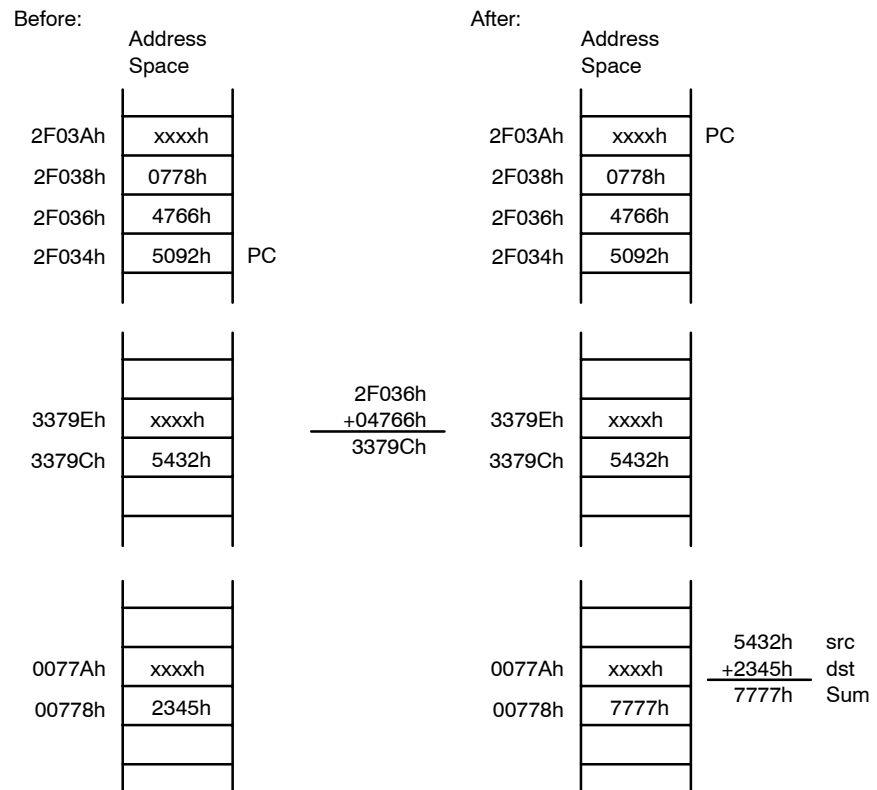 Before:
Address
Space
2F03Ah xxxxh
2F038h 0778h
2F036h 4766h
2F034h 5092h PC
3379Eh xxxxh
3379Ch 5432h
2F036h
+04766h
3379Ch
0077Ah xxxxh
00778h 2345h
After:
Address
Space
2F03Ah xxxxh PC
2F038h 0778h
2F036h 4766h
2F034h 5092h
3379Eh xxxxh
3379Ch 5432h
0077Ah xxxxh
00778h 7777h
5432h src
+2345h dst
7777h Sum